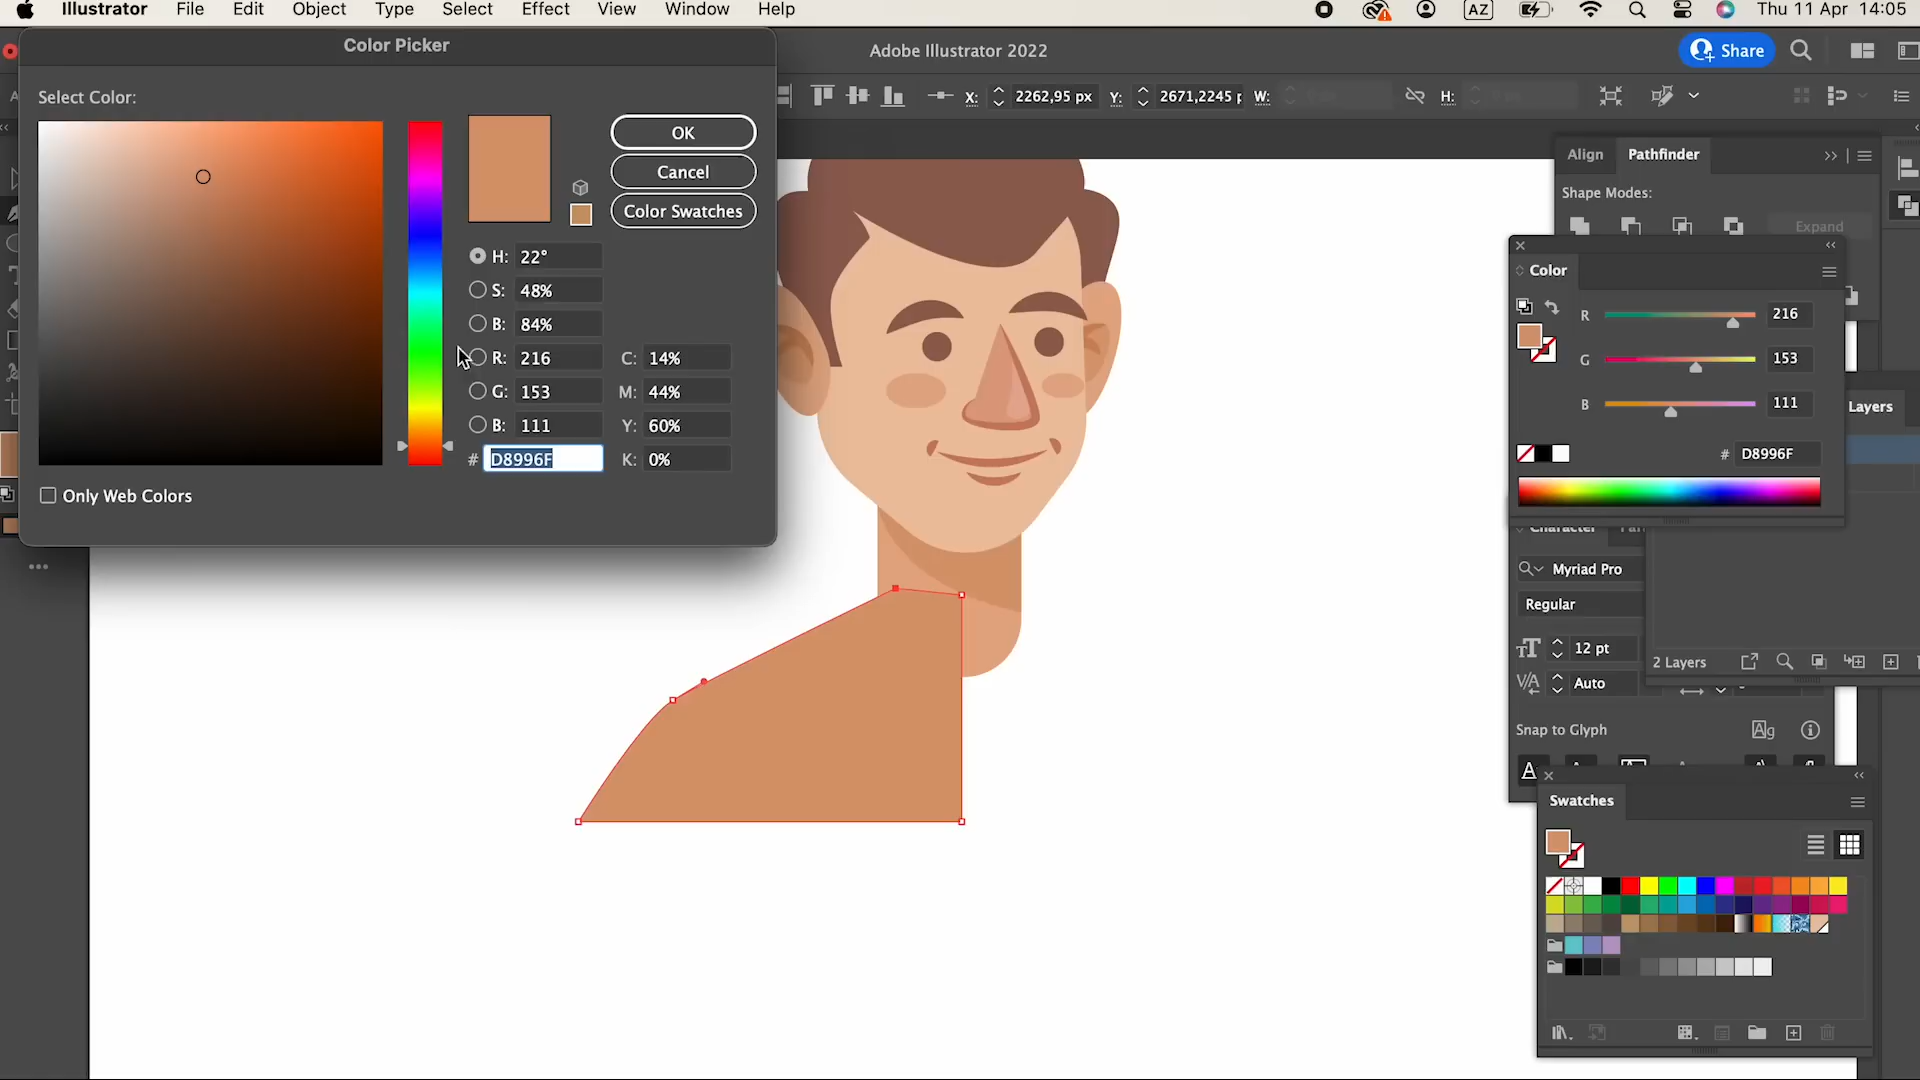 Illustrator File Edit Object Type Select Effect View Window Help AZ Thu 11 Apr 14:05
Color Picker
Adobe Illustrator 2022
Share
Select Color:
X: 2262,95 px Y: 2671,2245 p W: H:
OK
Cancel
Color Swatches
H: 22°
S: 48%
B: 84%
R: 216 C: 14%
G: 153 M: 44%
B: 111 Y: 60%
# D8996F K: 0%
Only Web Colors
Align Pathfinder
Shape Modes:
Expand
Color
R 216
G 153
B 111
# D8996F
Layers
Character
Myriad Pro
Regular
12 pt
Auto
2 Layers
Snap to Glyph
Swatches